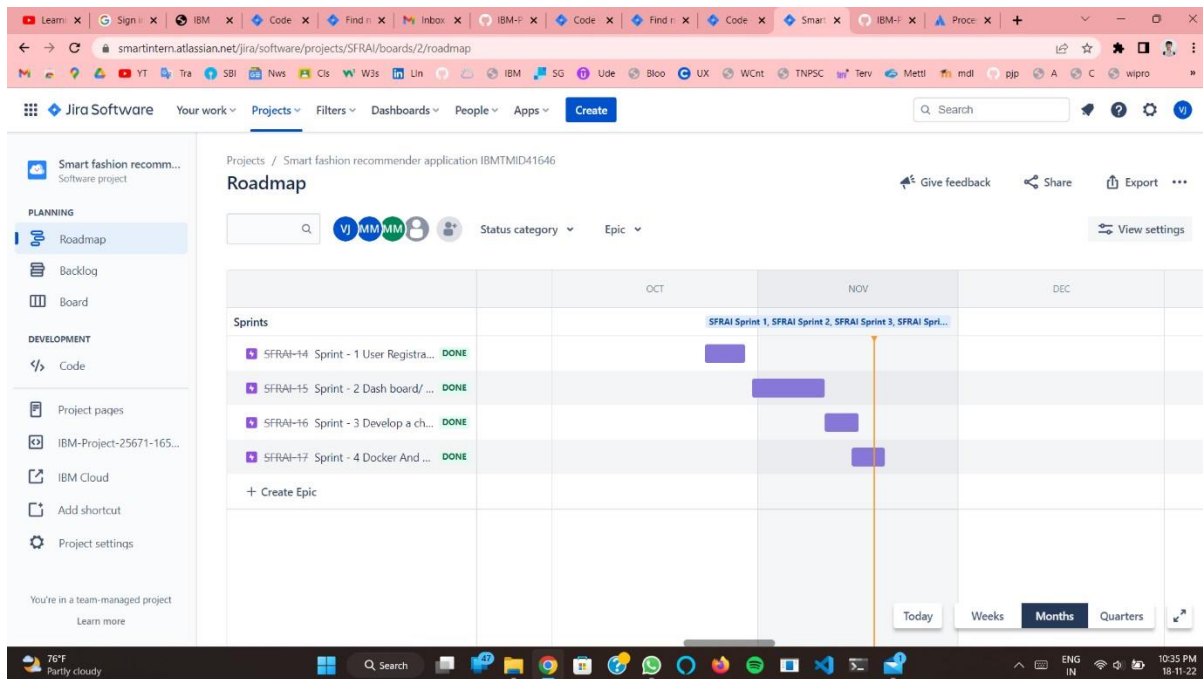 Learni
Sign i
IBM
Code
Find n
Inbox
IBM-P
Code
Find n
Code
Smart
IBM-P
Proce
smartintern.atlassian.net/jira/software/projects/SFRAI/boards/2/roadmap
YT
Tra
SBI
Nws
Cls
W3s
Lin
IBM
SG
Ude
Bloo
UX
WCnt
TNPSC
Terv
Mettl
mdl
pjp
A
C
wipro
»
Jira Software
Your work
Projects
Filters
Dashboards
People
Apps
Create
Search
VJ
Smart fashion recomm...
Software project
PLANNING
Roadmap
Backlog
Board
DEVELOPMENT
Code
Project pages
IBM-Project-25671-165...
IBM Cloud
Add shortcut
Project settings
You're in a team-managed project
Learn more
Projects / Smart fashion recommender application IBMTMID41646
Roadmap
Give feedback
Share
Export
VJ MM MM
Status category
Epic
View settings
OCT NOV DEC
Sprints
SFRAI Sprint 1, SFRAI Sprint 2, SFRAI Sprint 3, SFRAI Spri...
SFRAI-14 Sprint - 1 User Registra... DONE
SFRAI-15 Sprint - 2 Dash board/ ... DONE
SFRAI-16 Sprint - 3 Develop a ch... DONE
SFRAI-17 Sprint - 4 Docker And ... DONE
+ Create Epic
Today
Weeks
Months
Quarters
76°F
Partly cloudy
Search
47
1
ENG
IN
10:35 PM
18-11-22